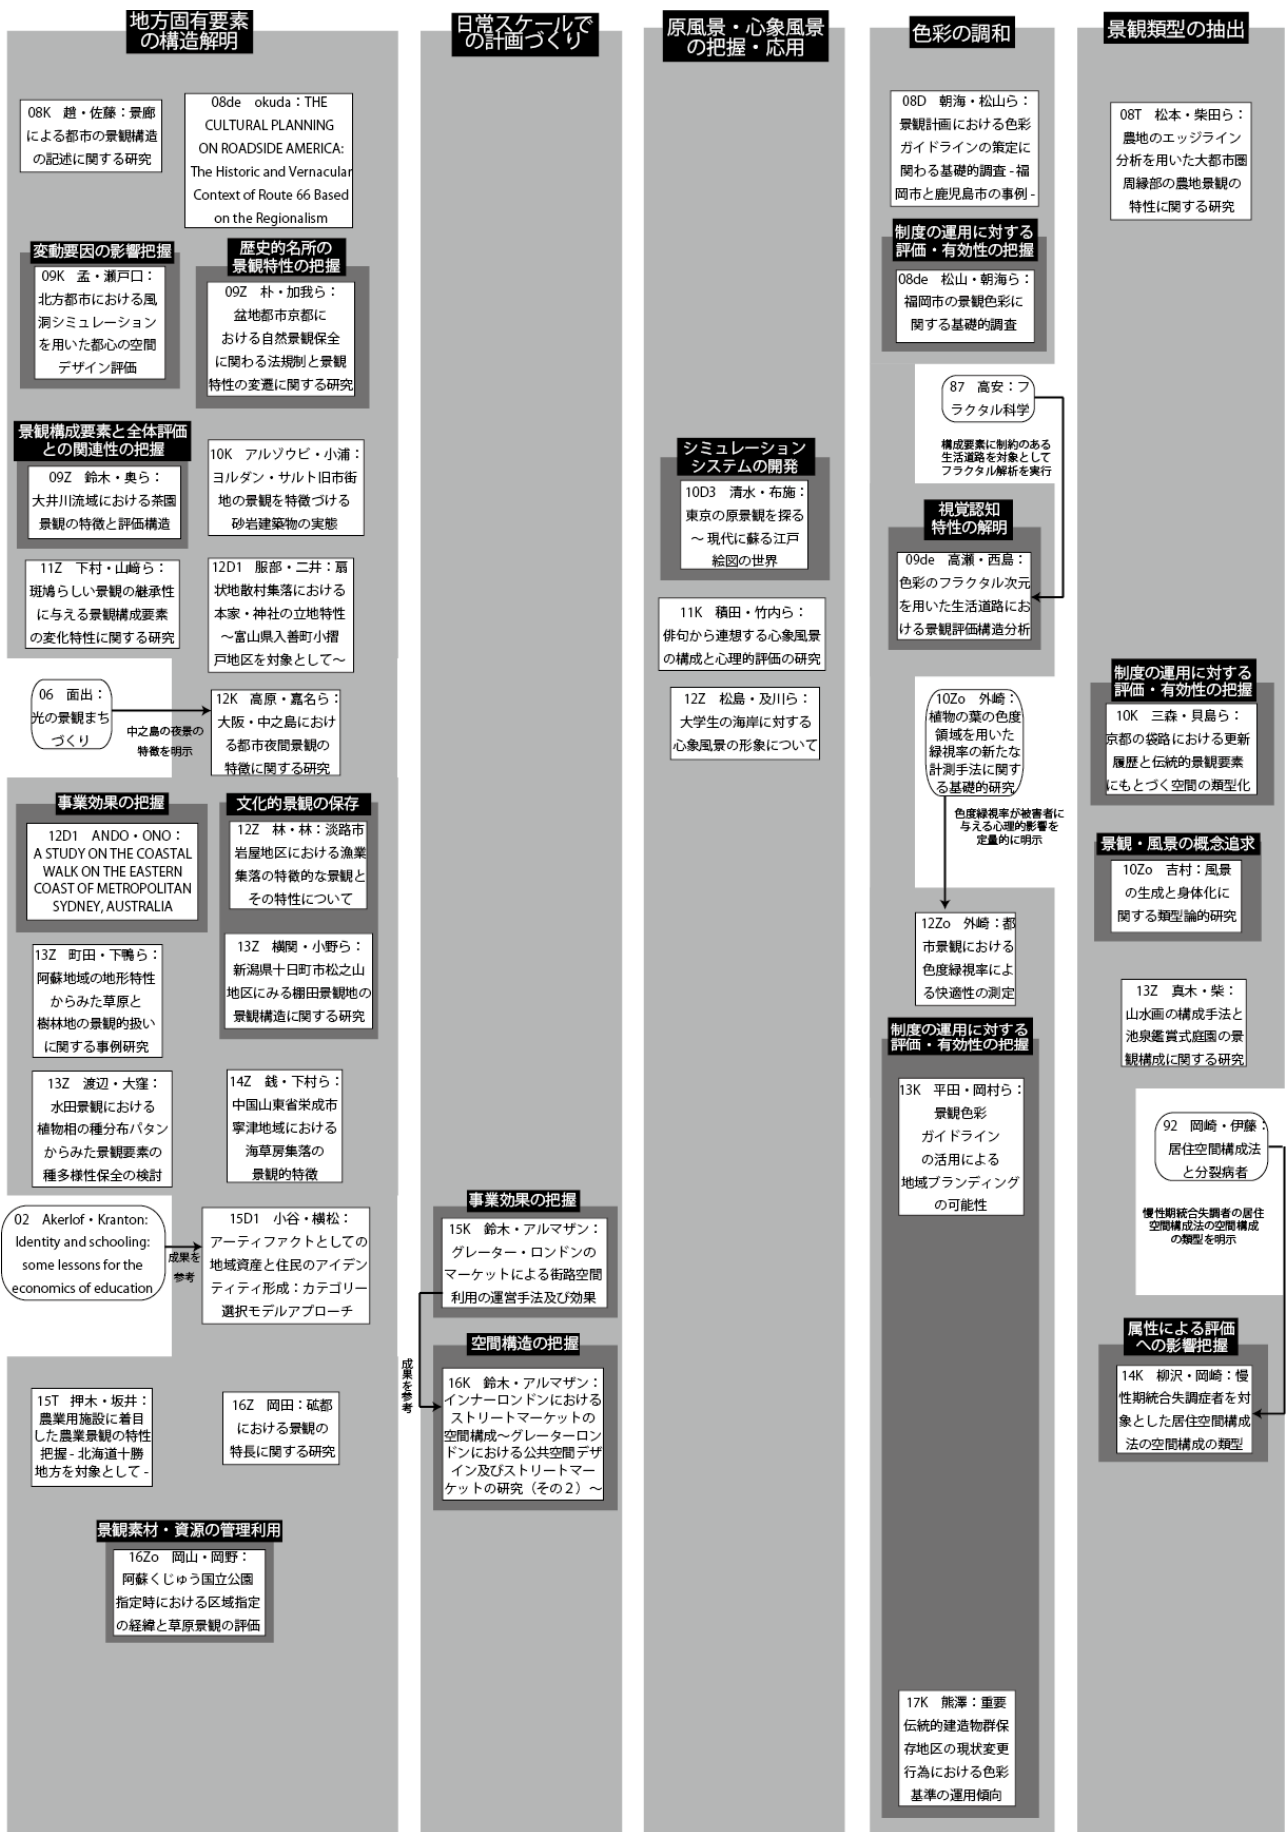 地方固有要素
の構造解明
08K 趙・佐藤：景廊
による都市の景観構造
の記述に関する研究
08de okuda：THE
CULTURAL PLANNING
ON ROADSIDE AMERICA:
The Historic and Vernacular
Context of Route 66 Based
on the Regionalism
変動要因の影響把握
09K 孟・瀬戸口：
北方都市における風
洞シミュレーション
を用いた都心の空間
デザイン評価
歴史的名所の
景観特性の把握
09Z 朴・加我ら：
盆地都市京都に
おける自然景観保全
に関わる法規制と景観
特性の変遷に関する研究
景観構成要素と全体評価
との関連性の把握
09Z 鈴木・奥ら：
大井川流域における茶園
景観の特徴と評価構造
10K アルゾウビ・小浦：
ヨルダン・サルト旧市街
地の景観を特徴づける
砂岩建築物の実態
11Z 下村・山﨑ら：
斑鳩らしい景観の継承性
に与える景観構成要素
の変化特性に関する研究
12D1 服部・二井：扇
状地散村集落における
本家・神社の立地特性
～富山県入善町小摺
戸地区を対象として～
06 面出：
光の景観まち
づくり
中之島の夜景の
特徴を明示
12K 高原・嘉名ら：
大阪・中之島におけ
る都市夜間景観の
特徴に関する研究
事業効果の把握
12D1 ANDO・ONO：
A STUDY ON THE COASTAL
WALK ON THE EASTERN
COAST OF METROPOLITAN
SYDNEY, AUSTRALIA
文化的景観の保存
12Z 林・林：淡路市
岩屋地区における漁業
集落の特徴的な景観と
その特性について
13Z 横関・小野ら：
新潟県十日町市松之山
地区にみる棚田景観地の
景観構造に関する研究
13Z 町田・下鴨ら：
阿蘇地域の地形特性
からみた草原と
樹林地の景観的扱い
に関する事例研究
13Z 渡辺・大窪：
水田景観における
植物相の種分布パタン
からみた景観要素の
種多様性保全の検討
14Z 銭・下村ら：
中国山東省栄成市
寧津地域における
海草房集落の
景観的特徴
02 Akerlof・Kranton:
Identity and schooling:
some lessons for the
economics of education
成果を
参考
15D1 小谷・横松：
アーティファクトとしての
地域資産と住民のアイデン
ティティ形成：カテゴリー
選択モデルアプローチ
15T 押木・坂井：
農業用施設に着目
した農業景観の特性
把握 - 北海道十勝
地方を対象として -
16Z 岡田：砿都
における景観の
特長に関する研究
景観素材・資源の管理利用
16Zo 岡山・岡野：
阿蘇くじゅう国立公園
指定時における区域指定
の経緯と草原景観の評価
日常スケールで
の計画づくり
事業効果の把握
15K 鈴木・アルマザン：
グレーター・ロンドンの
マーケットによる街路空間
利用の運営手法及び効果
成果を参考
空間構造の把握
16K 鈴木・アルマザン：
インナーロンドンにおける
ストリートマーケットの
空間構成～グレーターロン
ドンにおける公共空間デザ
イン及びストリートマー
ケットの研究（その２）～
原風景・心象風景
の把握・応用
シミュレーション
システムの開発
10D3 清水・布施：
東京の原景観を探る
～ 現代に蘇る江戸
絵図の世界
11K 積田・竹内ら：
俳句から連想する心象風景
の構成と心理的評価の研究
12Z 松島・及川ら：
大学生の海岸に対する
心象風景の形象について
色彩の調和
08D 朝海・松山ら：
景観計画における色彩
ガイドラインの策定に
関わる基礎的調査 - 福
岡市と鹿児島市の事例 -
制度の運用に対する
評価・有効性の把握
08de 松山・朝海ら：
福岡市の景観色彩に
関する基礎的調査
87 高安：フ
ラクタル科学
構成要素に制約のある
生活道路を対象として
フラクタル解析を実行
視覚認知
特性の解明
09de 高瀬・西島：
色彩のフラクタル次元
を用いた生活道路にお
ける景観評価構造分析
10Zo 外崎：
植物の葉の色度
領域を用いた
緑視率の新たな
計測手法に関す
る基礎的研究
色度緑視率が被害者に
与える心理的影響を
定量的に明示
12Zo 外崎：都
市景観における
色度緑視率によ
る快適性の測定
制度の運用に対する
評価・有効性の把握
13K 平田・岡村ら：
景観色彩
ガイドライン
の活用による
地域ブランディング
の可能性
17K 熊澤：重要
伝統的建造物群保
存地区の現状変更
行為における色彩
基準の運用傾向
景観類型の抽出
08T 松本・柴田ら：
農地のエッジライン
分析を用いた大都市圏
周縁部の農地景観の
特性に関する研究
制度の運用に対する
評価・有効性の把握
10K 三森・貝島ら：
京都の袋路における更新
履歴と伝統的景観要素
にもとづく空間の類型化
景観・風景の概念追求
10Zo 吉村：風景
の生成と身体化に
関する類型論的研究
13Z 真木・柴：
山水画の構成手法と
池泉鑑賞式庭園の景
観構成に関する研究
92 岡崎・伊藤：
居住空間構成法
と分裂病者
慢性期統合失調者の居住
空間構成法の空間構成
の類型を明示
属性による評価
への影響把握
14K 柳沢・岡崎：慢
性期統合失調症者を対
象とした居住空間構成
法の空間構成の類型